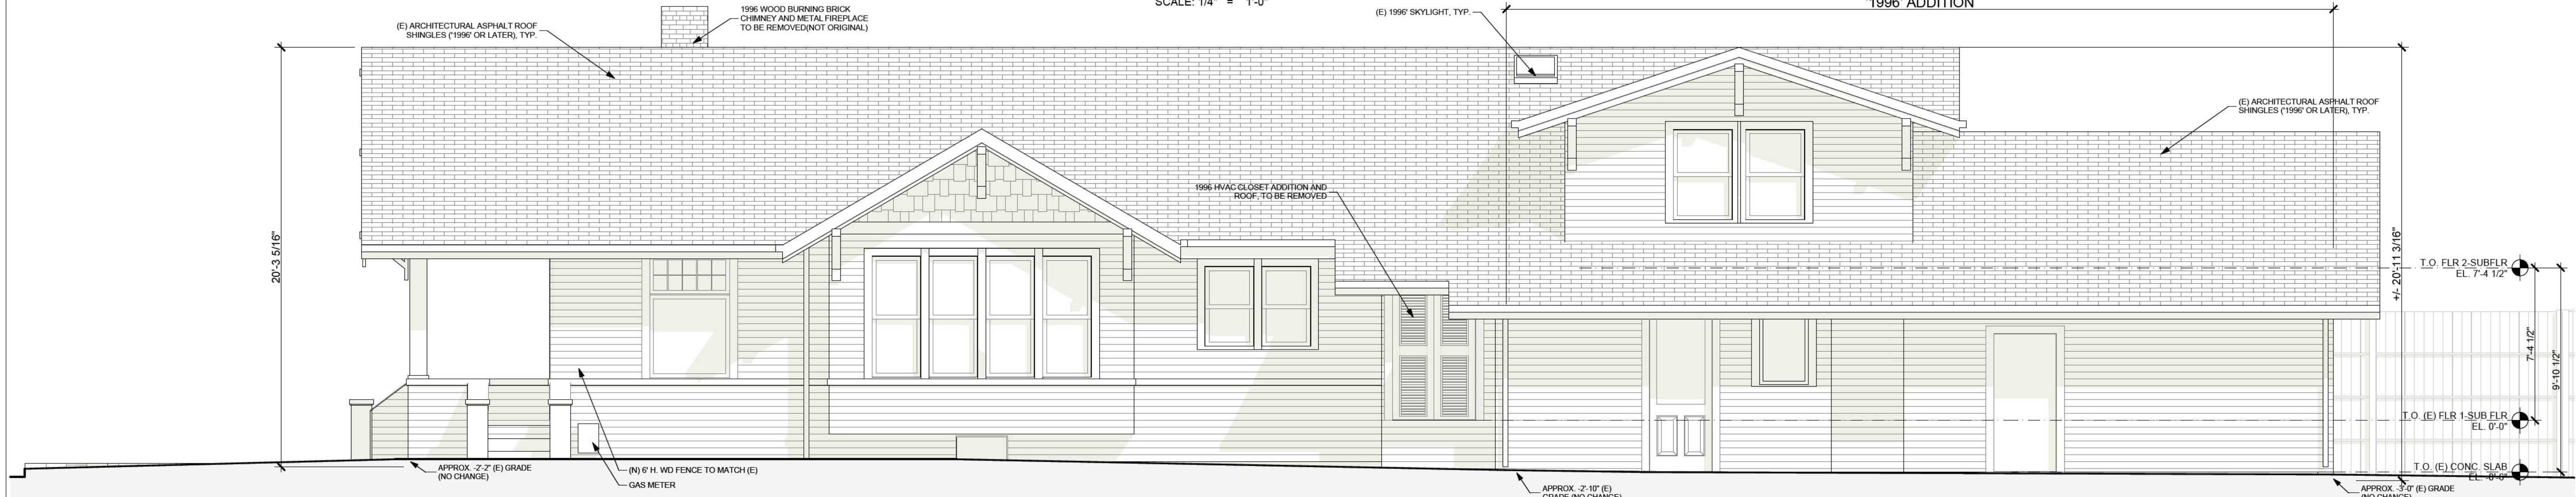 SCALE: 1/4" = 1'-0"
'1996' ADDITION
(E) ARCHITECTURAL ASPHALT ROOF
SHINGLES ('1996' OR LATER), TYP.
1996 WOOD BURNING BRICK
CHIMNEY AND METAL FIREPLACE
TO BE REMOVED(NOT ORIGINAL)
(E) 1996' SKYLIGHT, TYP.
(E) ARCHITECTURAL ASPHALT ROOF
SHINGLES ('1996' OR LATER), TYP.
1996 HVAC CLOSET ADDITION AND
ROOF, TO BE REMOVED
20'-3 5/16"
+/- 20'-11 3/16"
T.O. FLR 2-SUBFLR
EL. 7'-4 1/2"
7'-4 1/2"
9'-10 1/2"
T.O. (E) FLR 1-SUB FLR
EL. 0'-0"
T.O. (E) CONC. SLAB
APPROX. -2'-2" (E) GRADE
(NO CHANGE)
(N) 6' H. WD FENCE TO MATCH (E)
GAS METER
APPROX. -2'-10" (E)
GRADE (NO CHANGE)
APPROX. -3'-0" (E) GRADE
(NO CHANGE)